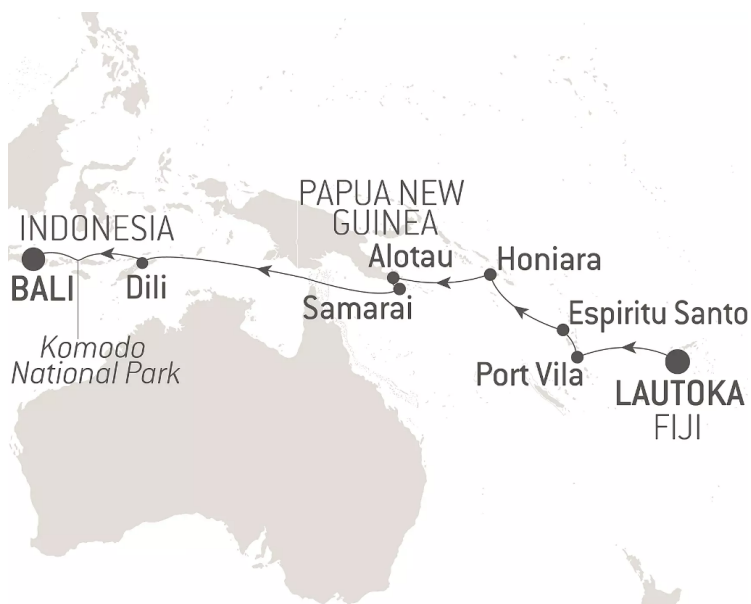 PAPUA NEW
GUINEA
INDONESIA
Alotau
Honiara
BALI
Dili
Samarai
Espiritu Santo
Komodo
National Park
Port Vila
LAUTOKA
FIJI